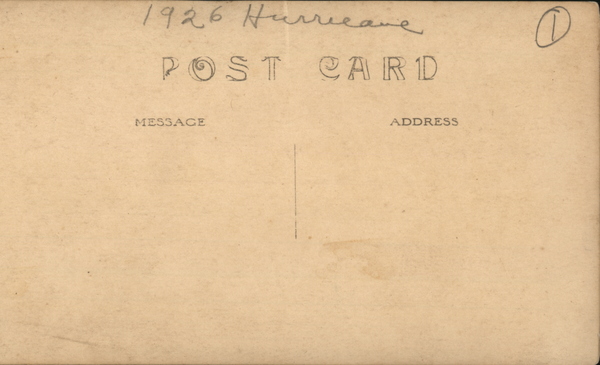 1926 Hurricane
1
POST CARD
MESSAGE
ADDRESS